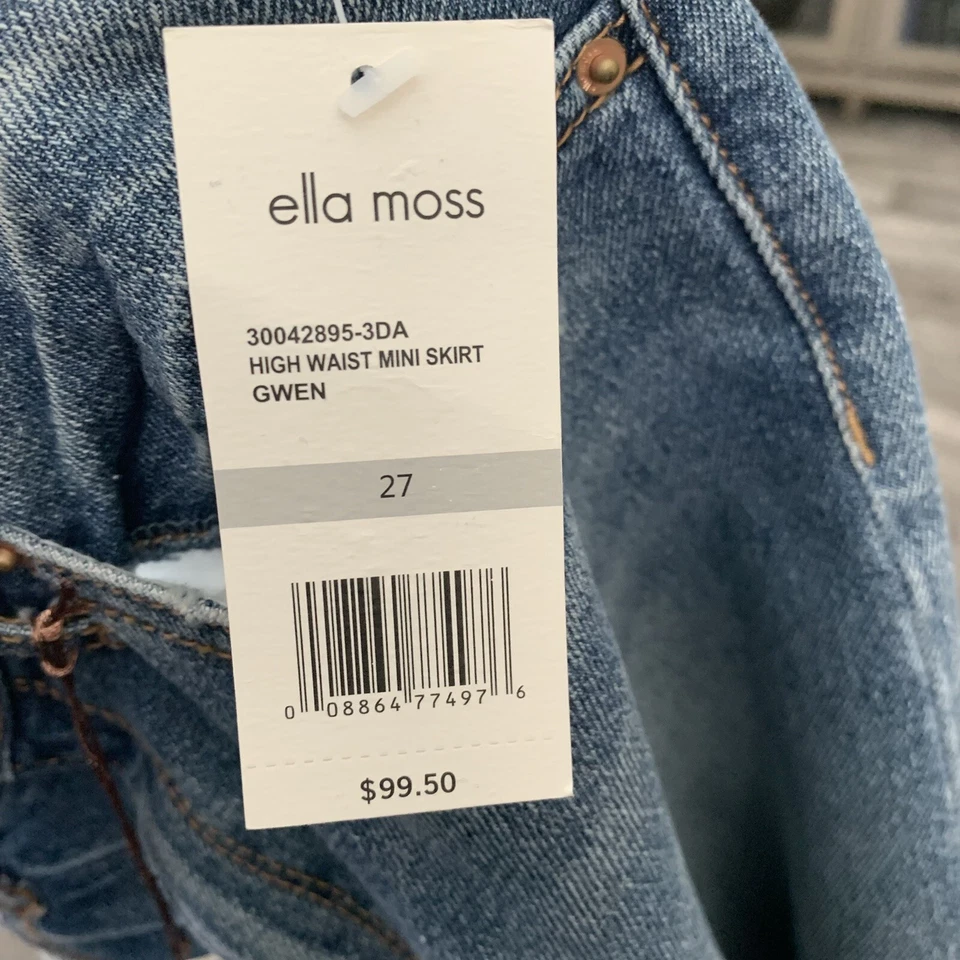 ella moss
30042895-3DA
HIGH WAIST MINI SKIRT
GWEN
27
0 08864 77497 6
$99.50